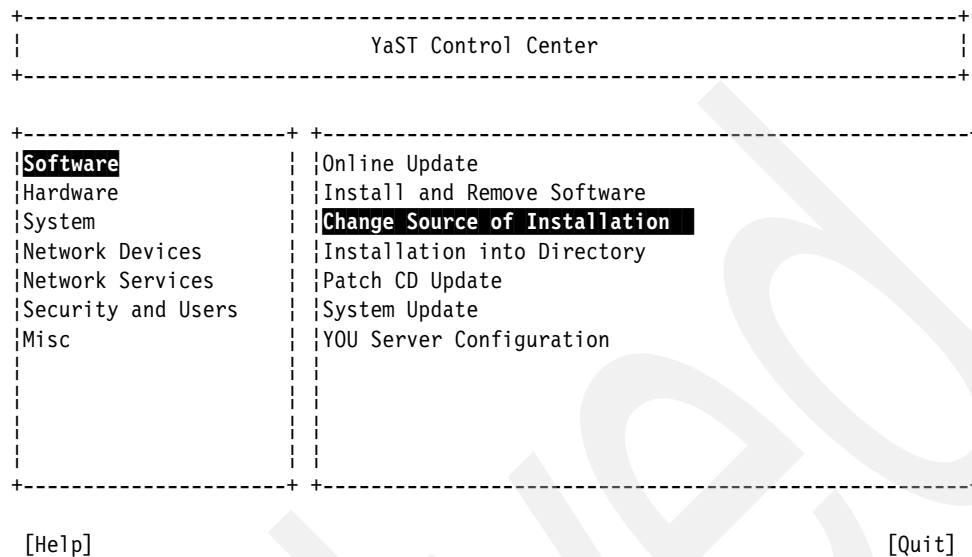 YaST Control Center
Software
Hardware
System
Network Devices
Network Services
Security and Users
Misc
Online Update
Install and Remove Software
Change Source of Installation
Installation into Directory
Patch CD Update
System Update
YOU Server Configuration
[Help] [Quit]